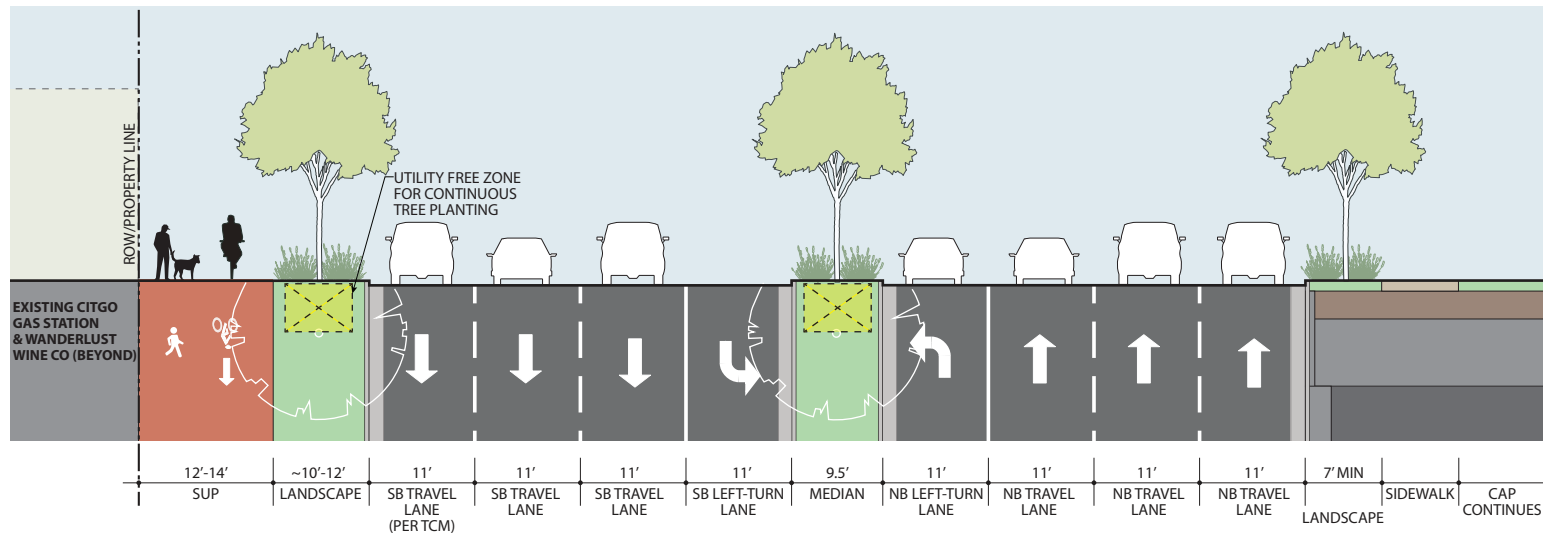 ROW/PROPERTY LINE
UTILITY FREE ZONE
FOR CONTINUOUS
TREE PLANTING
EXISTING CITGO
GAS STATION
& WANDERLUST
WINE CO (BEYOND)
12’-14’
SUP
~10’-12’
LANDSCAPE
11’
SB TRAVEL
LANE
(PER TCM)
11’
SB TRAVEL
LANE
11’
SB TRAVEL
LANE
11’
SB LEFT-TURN
LANE
9.5’
MEDIAN
11’
NB LEFT-TURN
LANE
11’
NB TRAVEL
LANE
11’
NB TRAVEL
LANE
11’
NB TRAVEL
LANE
7’ MIN
LANDSCAPE
SIDEWALK
CAP
CONTINUES